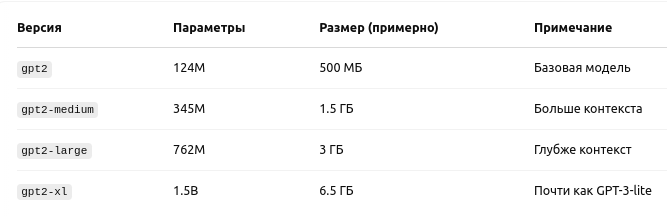 Версия Параметры Размер (примерно) Примечание
gpt2 124M 500 МБ Базовая модель
gpt2-medium 345M 1.5 ГБ Больше контекста
gpt2-large 762M 3 ГБ Глубже контекст
gpt2-xl 1.5B 6.5 ГБ Почти как GPT-3-lite